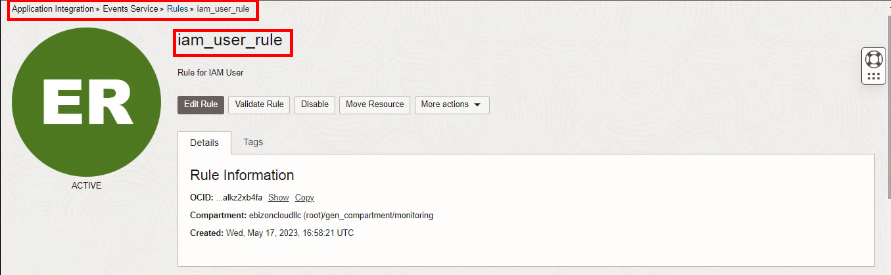 Application Integration » Events Service » Rules » iam_user_rule
iam_user_rule
Rule for IAM User
Edit Rule Validate Rule Disable Move Resource More actions
ER
ACTIVE
Details Tags
Rule Information
OCID: ...alkz2xb4fa Show Copy
Compartment: ebizoncloudllc (root)/gen_compartment/monitoring
Created: Wed, May 17, 2023, 16:58:21 UTC